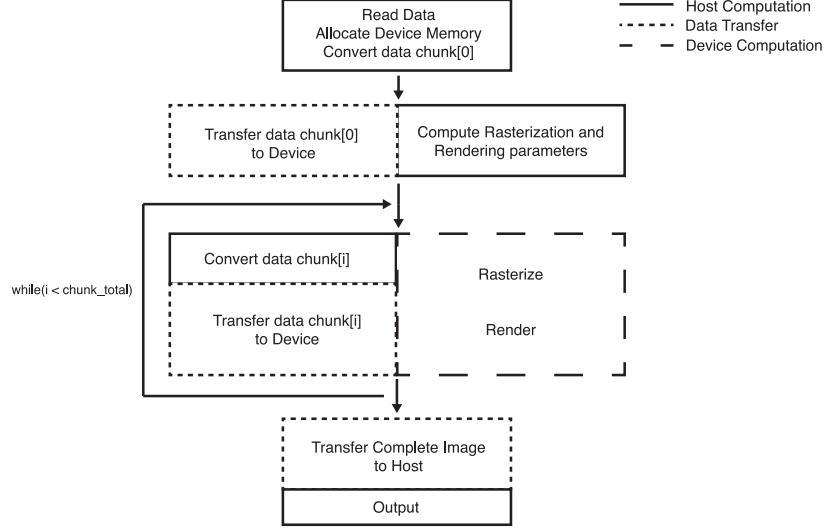 Read Data
Allocate Device Memory
Convert data chunk[0]
Host Computation
Data Transfer
Device Computation
Transfer data chunk[0]
to Device
Compute Rasterization and
Rendering parameters
while(i < chunk_total)
Convert data chunk[i]
Transfer data chunk[i]
to Device
Rasterize
Render
Transfer Complete Image
to Host
Output